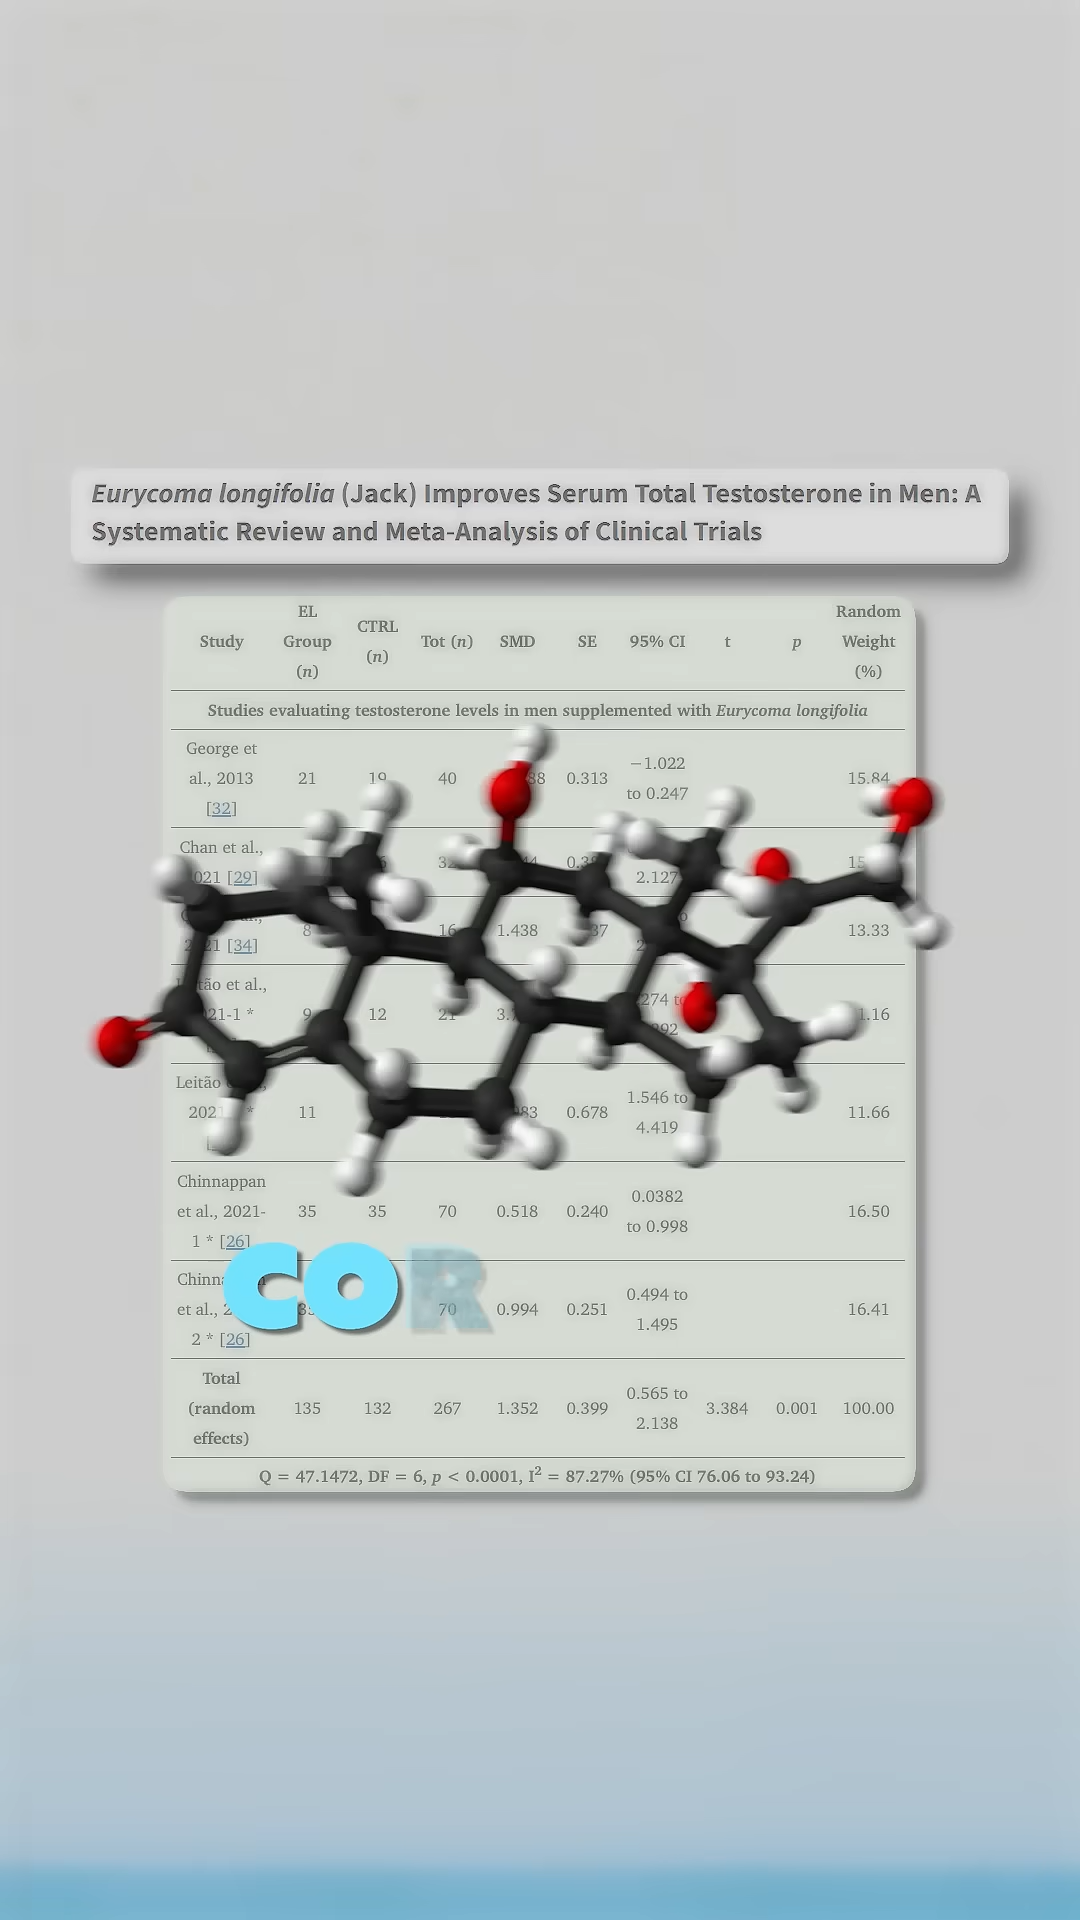 Eurycoma longifolia (Jack) Improves Serum Total Testosterone in Men: A
Systematic Review and Meta-Analysis of Clinical Trials
Study EL Group (n) CTRL (n) Tot (n) SMD SE 95% CI t p Random Weight (%)
Studies evaluating testosterone levels in men supplemented with Eurycoma longifolia
George et al., 2013 [32] 21 19 40 0.313 −1.022 to 0.247 15.84
Chan et al., [29] 2.127
[34] 8 16 1.438 13.33
et al., 12 21
Leitão 11 0.678 1.546 to 4.419 11.66
Chinnappan et al., 2021-1 * [26] 35 35 70 0.518 0.240 0.0382 to 0.998 16.50
et al., 2 * [26] 70 0.994 0.251 0.494 to 1.495 16.41
COR
Total (random effects) 135 132 267 1.352 0.399 0.565 to 2.138 3.384 0.001 100.00
Q = 47.1472, DF = 6, p < 0.0001, I² = 87.27% (95% CI 76.06 to 93.24)